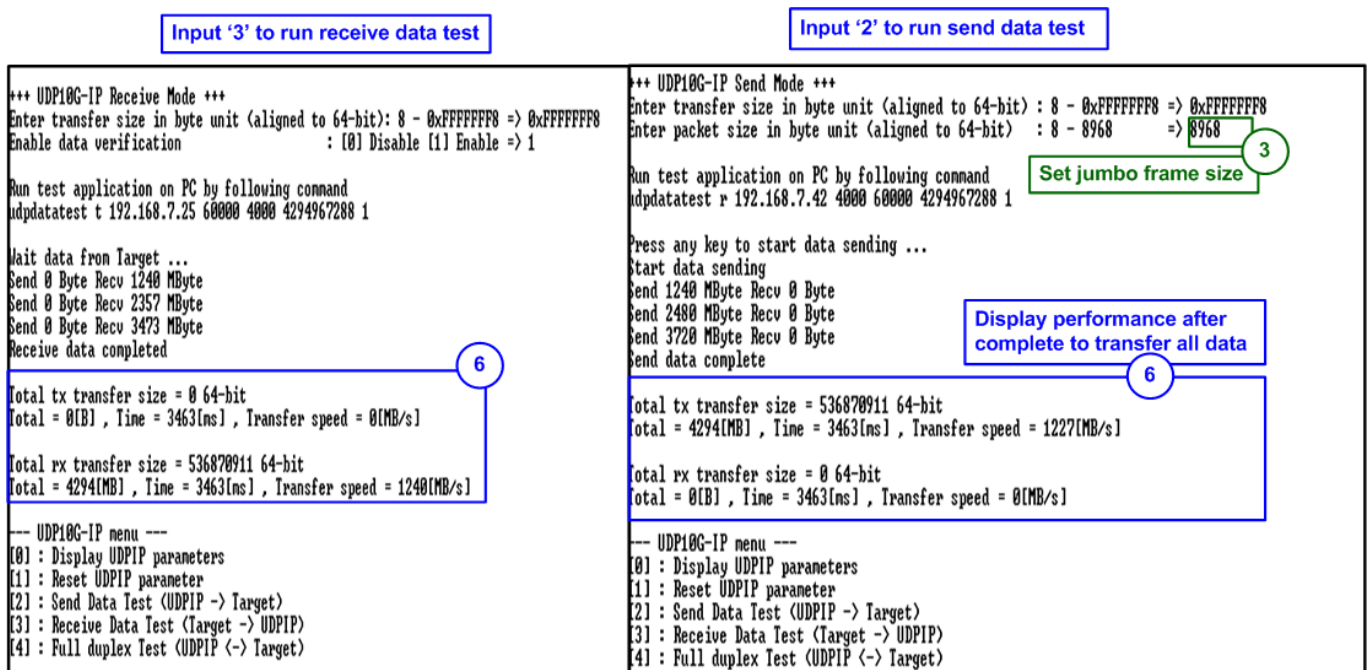 Input ‘3’ to run receive data test
+++ UDP10G-IP Receive Mode +++
Enter transfer size in byte unit (aligned to 64-bit): 8 - 0xFFFFFFF8 => 0xFFFFFFF8
Enable data verification : [0] Disable [1] Enable => 1
Run test application on PC by following command
udpdatatest t 192.168.7.25 60000 4000 4294967288 1
Wait data from Target ...
Send 0 Byte Recv 1240 MByte
Send 0 Byte Recv 2357 MByte
Send 0 Byte Recv 3473 MByte
Receive data completed
6
Total tx transfer size = 0 64-bit
Total = 0[B] , Time = 3463[ms] , Transfer speed = 0[MB/s]
Total rx transfer size = 536870911 64-bit
Total = 4294[MB] , Time = 3463[ms] , Transfer speed = 1240[MB/s]
--- UDP10G-IP menu ---
[0] : Display UDPIP parameters
[1] : Reset UDPIP parameter
[2] : Send Data Test (UDPIP -> Target)
[3] : Receive Data Test (Target -> UDPIP)
[4] : Full duplex Test (UDPIP <-> Target)
Input ‘2’ to run send data test
+++ UDP10G-IP Send Mode +++
Enter transfer size in byte unit (aligned to 64-bit) : 8 - 0xFFFFFFF8 => 0xFFFFFFF8
Enter packet size in byte unit (aligned to 64-bit) : 8 - 8968 => 8968
3
Set jumbo frame size
Run test application on PC by following command
udpdatatest r 192.168.7.42 4000 60000 4294967288 1
Press any key to start data sending ...
Start data sending
Send 1240 MByte Recv 0 Byte
Send 2480 MByte Recv 0 Byte
Send 3720 MByte Recv 0 Byte
Send data complete
Display performance after
complete to transfer all data
6
Total tx transfer size = 536870911 64-bit
Total = 4294[MB] , Time = 3463[ms] , Transfer speed = 1227[MB/s]
Total rx transfer size = 0 64-bit
Total = 0[B] , Time = 3463[ms] , Transfer speed = 0[MB/s]
--- UDP10G-IP menu ---
[0] : Display UDPIP parameters
[1] : Reset UDPIP parameter
[2] : Send Data Test (UDPIP -> Target)
[3] : Receive Data Test (Target -> UDPIP)
[4] : Full duplex Test (UDPIP <-> Target)